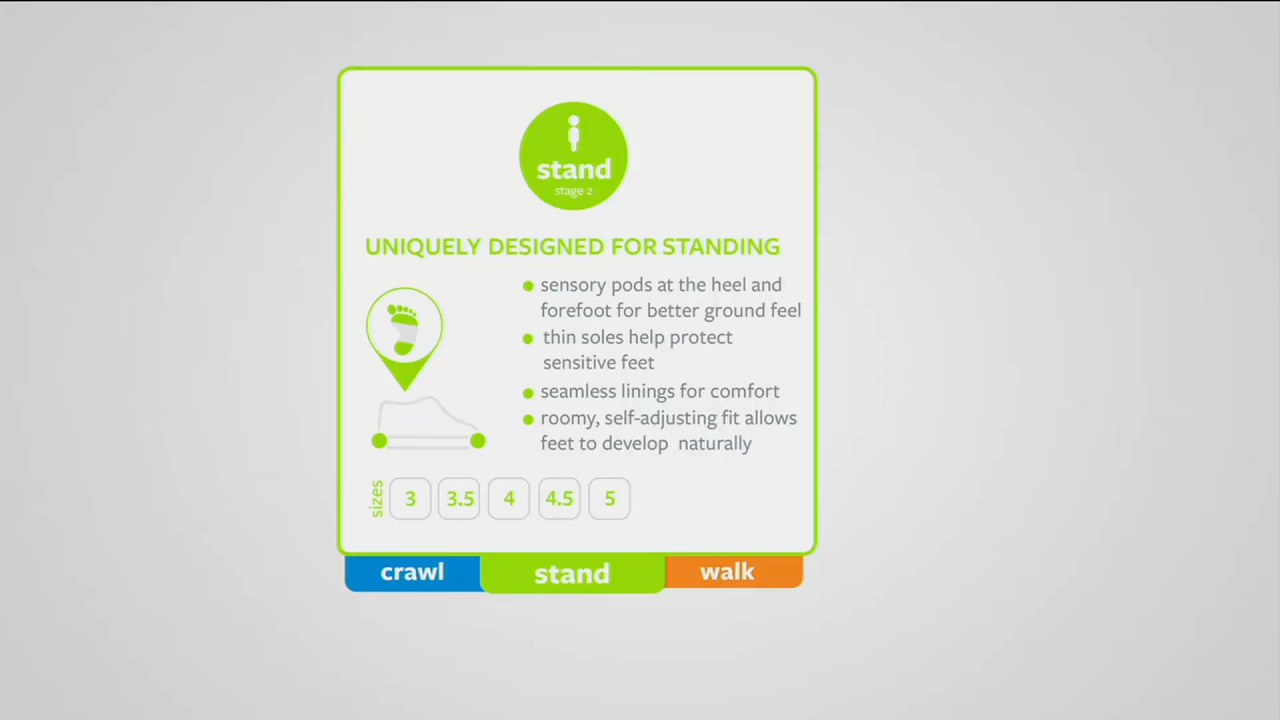 stand
stage 2
UNIQUELY DESIGNED FOR STANDING
sensory pods at the heel and
forefoot for better ground feel
thin soles help protect
sensitive feet
seamless linings for comfort
roomy, self-adjusting fit allows
feet to develop naturally
sizes 3 3.5 4 4.5 5
crawl stand walk